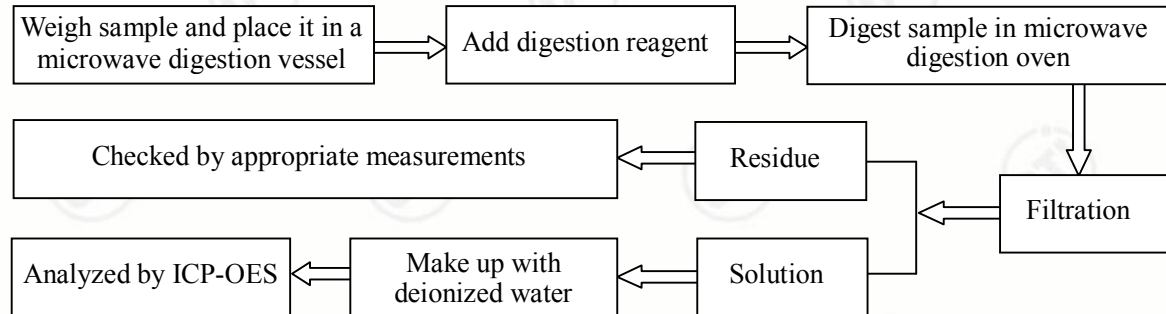 Weigh sample and place it in a
microwave digestion vessel
Add digestion reagent
Digest sample in microwave
digestion oven
Checked by appropriate measurements
Residue
Filtration
Analyzed by ICP-OES
Make up with
deionized water
Solution